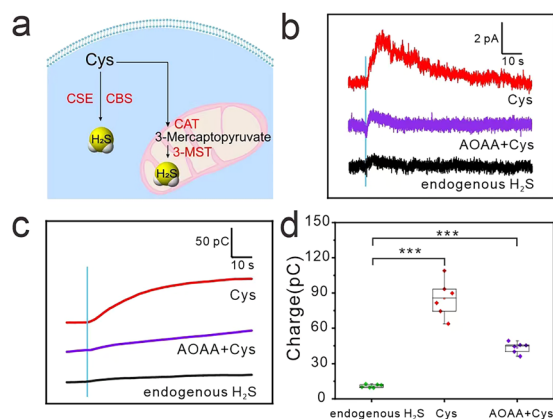 a
Cys
CSE CBS
CAT
3-Mercaptopyruvate
3-MST
H₂S
H₂S
b
2 pA
10 s
Cys
AOAA+Cys
endogenous H₂S
c
50 pC
10 s
Cys
AOAA+Cys
endogenous H₂S
d
Charge(pC)
150
120
90
60
30
0
***
***
endogenous H₂S Cys AOAA+Cys